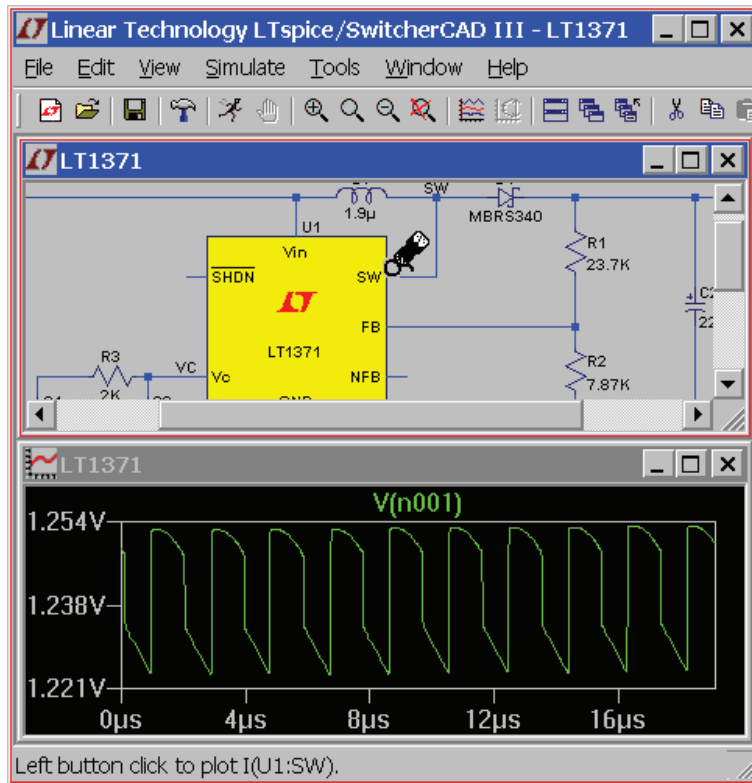 Linear Technology LTspice/SwitcherCAD III - LT1371
File Edit View Simulate Tools Window Help
LT1371
SW
1.9µ
MBRS340
U1
Vin
R1
SHDN
SW
23.7K
FB
LT1371
R3
VC
R2
Vc
NFB
7.87K
2K
LT1371
V(n001)
1.254V
1.238V
1.221V
0µs 4µs 8µs 12µs 16µs
Left button click to plot I(U1:SW).